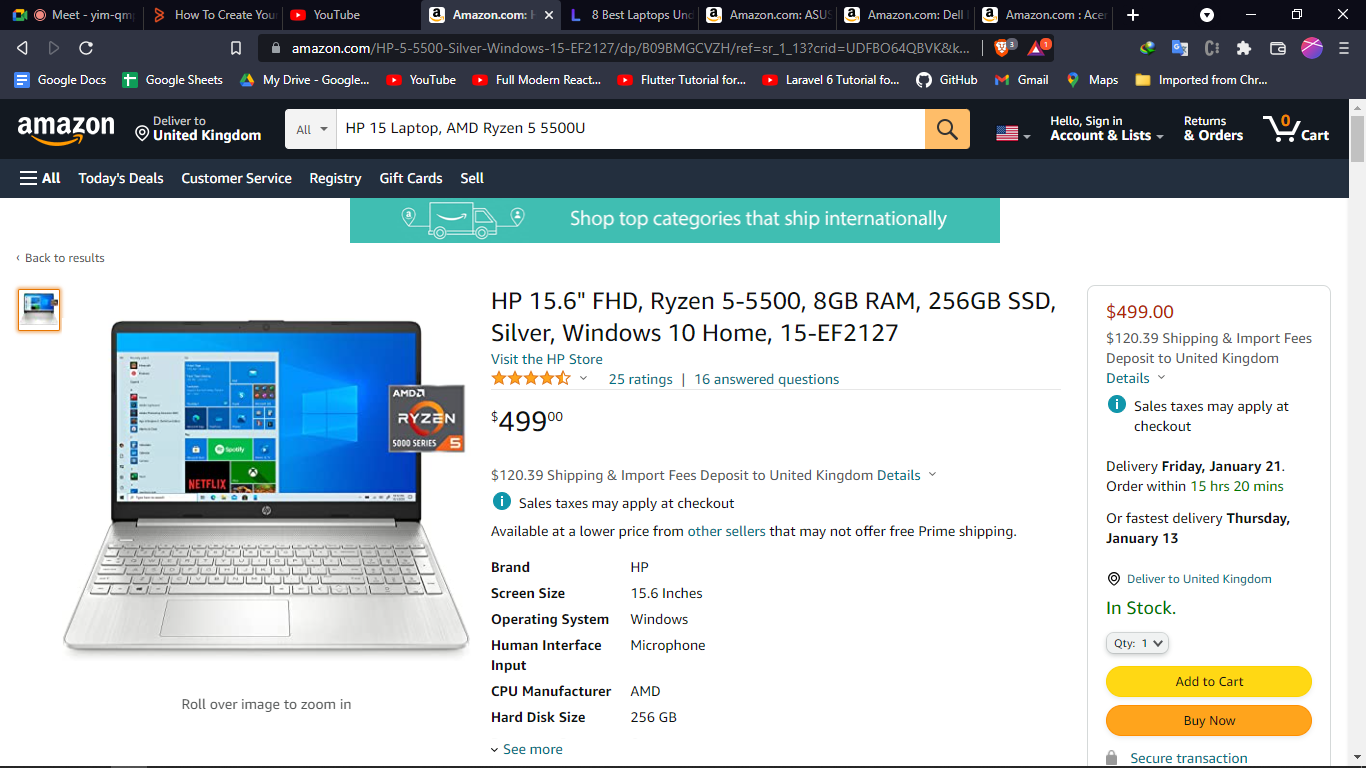 Meet - yim-qm
How To Create You
YouTube
Amazon.com: H
8 Best Laptops Und
Amazon.com: ASUS
Amazon.com: Dell
Amazon.com : Acer
amazon.com/HP-5-5500-Silver-Windows-15-EF2127/dp/B09BMGCVZH/ref=sr_1_13?crid=UDFBO64QBVK&k...
3
1
Google Docs
Google Sheets
My Drive - Google...
YouTube
Full Modern React...
Flutter Tutorial for...
Laravel 6 Tutorial fo...
GitHub
Gmail
Maps
Imported from Chr...
amazon
Deliver to
United Kingdom
All
HP 15 Laptop, AMD Ryzen 5 5500U
Hello, Sign in
Account & Lists
Returns
& Orders
0
Cart
All
Today's Deals
Customer Service
Registry
Gift Cards
Sell
Shop top categories that ship internationally
‹ Back to results
AMD
RYZEN
5000 SERIES 5
Spotify
NETFLIX
hp
Roll over image to zoom in
HP 15.6" FHD, Ryzen 5-5500, 8GB RAM, 256GB SSD,
Silver, Windows 10 Home, 15-EF2127
Visit the HP Store
25 ratings | 16 answered questions
$49900
$120.39 Shipping & Import Fees Deposit to United Kingdom Details
Sales taxes may apply at checkout
Available at a lower price from other sellers that may not offer free Prime shipping.
Brand HP
Screen Size 15.6 Inches
Operating System Windows
Human Interface Microphone
Input
CPU Manufacturer AMD
Hard Disk Size 256 GB
See more
$499.00
$120.39 Shipping & Import Fees
Deposit to United Kingdom
Details
Sales taxes may apply at
checkout
Delivery Friday, January 21.
Order within 15 hrs 20 mins
Or fastest delivery Thursday,
January 13
Deliver to United Kingdom
In Stock.
Qty: 1
Add to Cart
Buy Now
Secure transaction